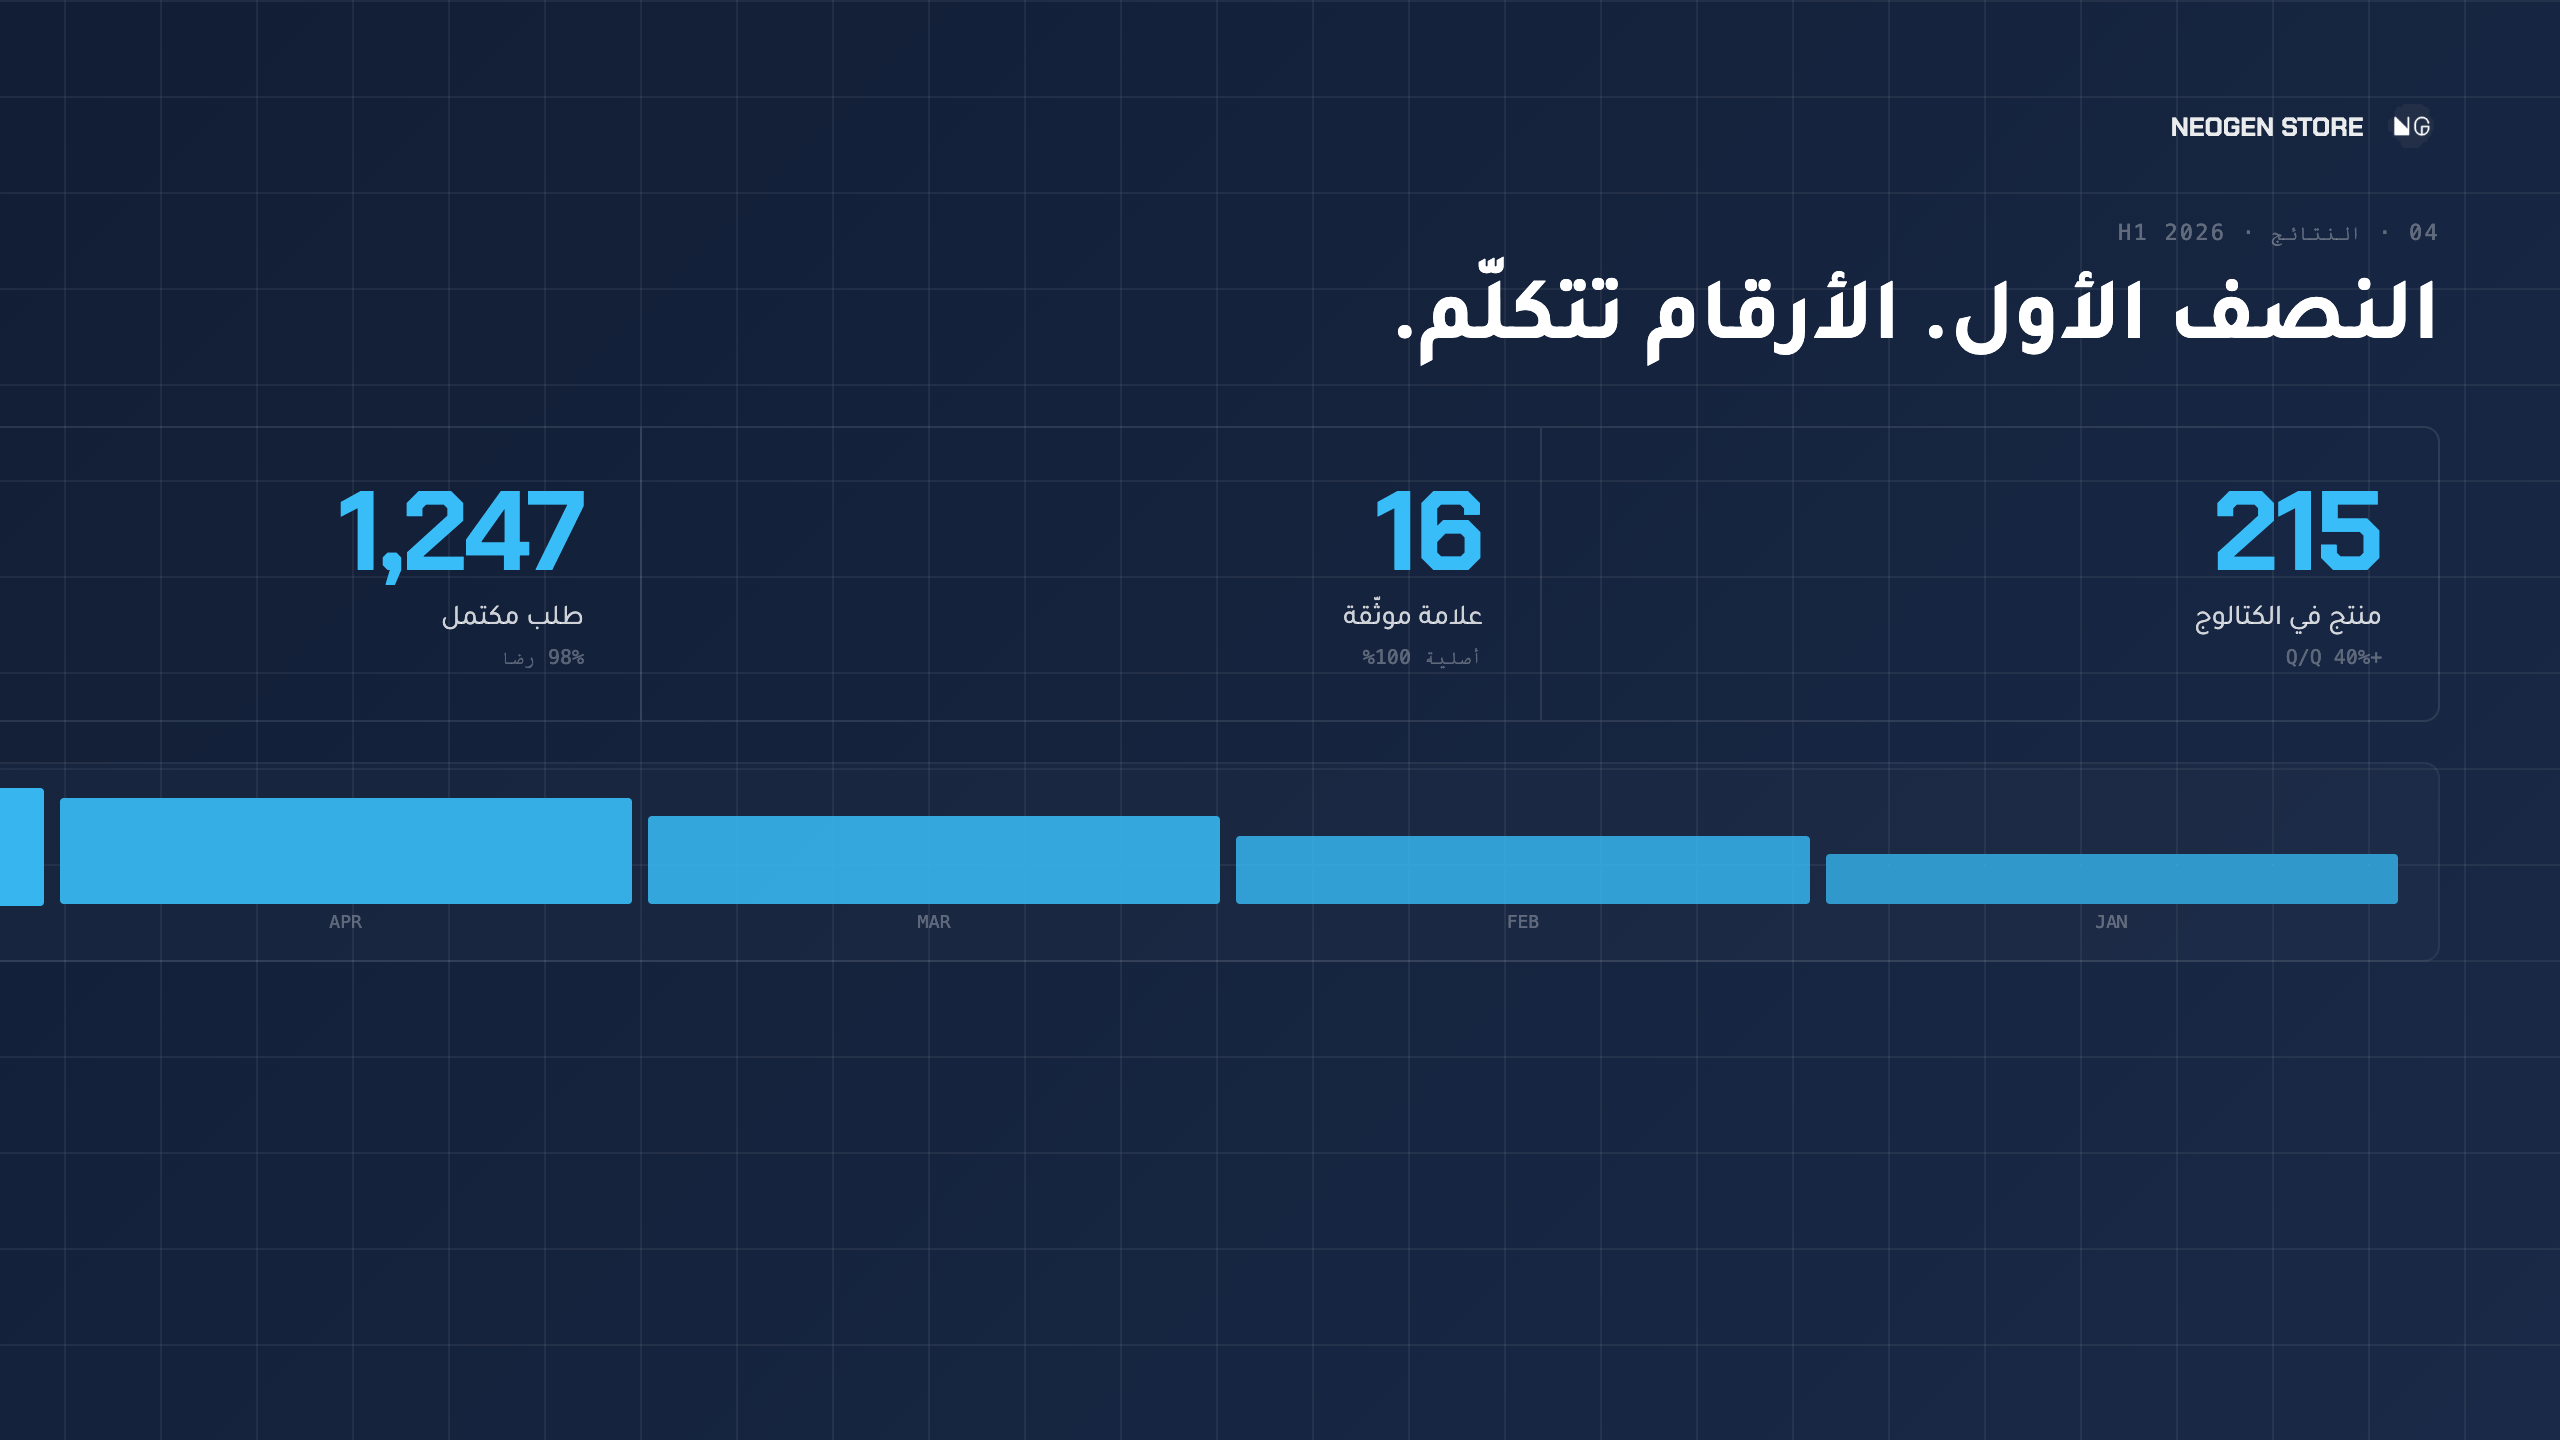 NG NEOGEN STORE
04 · النتائج · H1 2026
النصف الأول. الأرقام تتكلّم.
215
منتج في الكتالوج
+40% Q/Q
16
علامة موثّقة
أصلية 100%
1,247
طلب مكتمل
98% رضا
JAN
FEB
MAR
APR